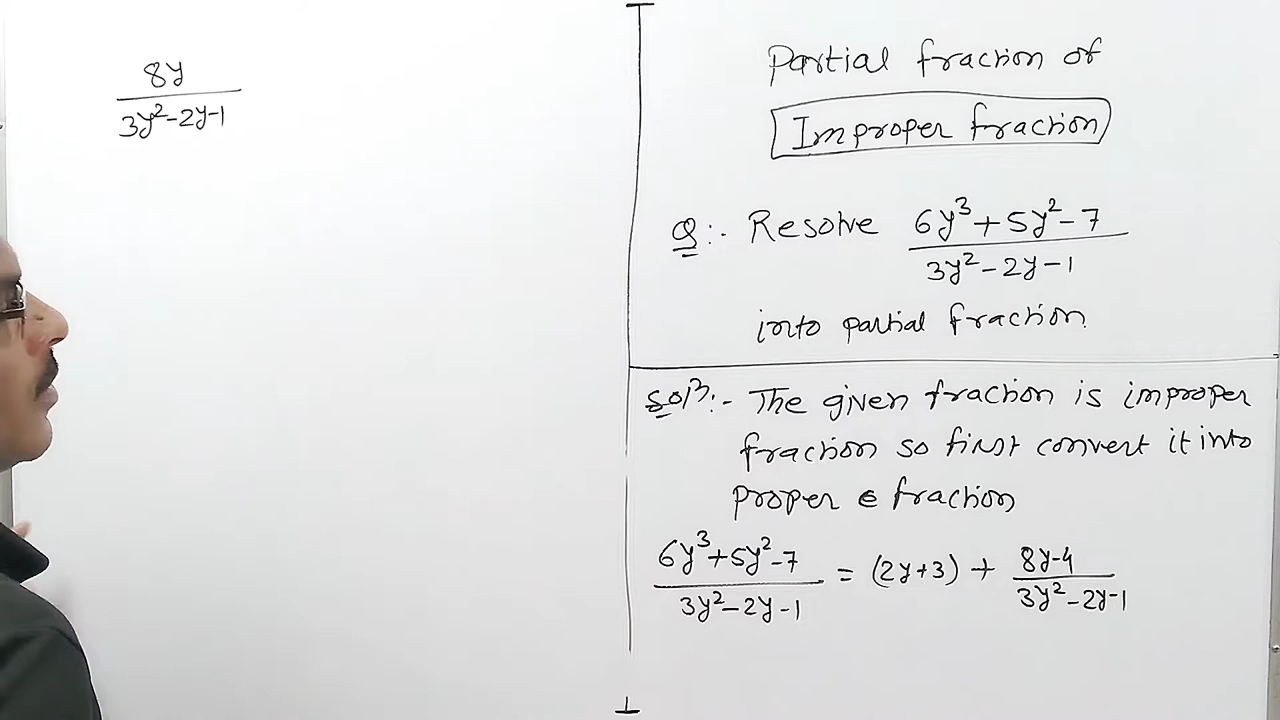 8y
3y²-2y-1
Partial fraction of
Improper fraction
Q:- Resolve 6y³+5y²-7
3y²-2y-1
into partial fraction.
Solⁿ:- The given fraction is improper
fraction so first convert it into
proper fraction
6y³+5y²-7 = (2y+3) + 8y-4
3y²-2y-1 3y²-2y-1